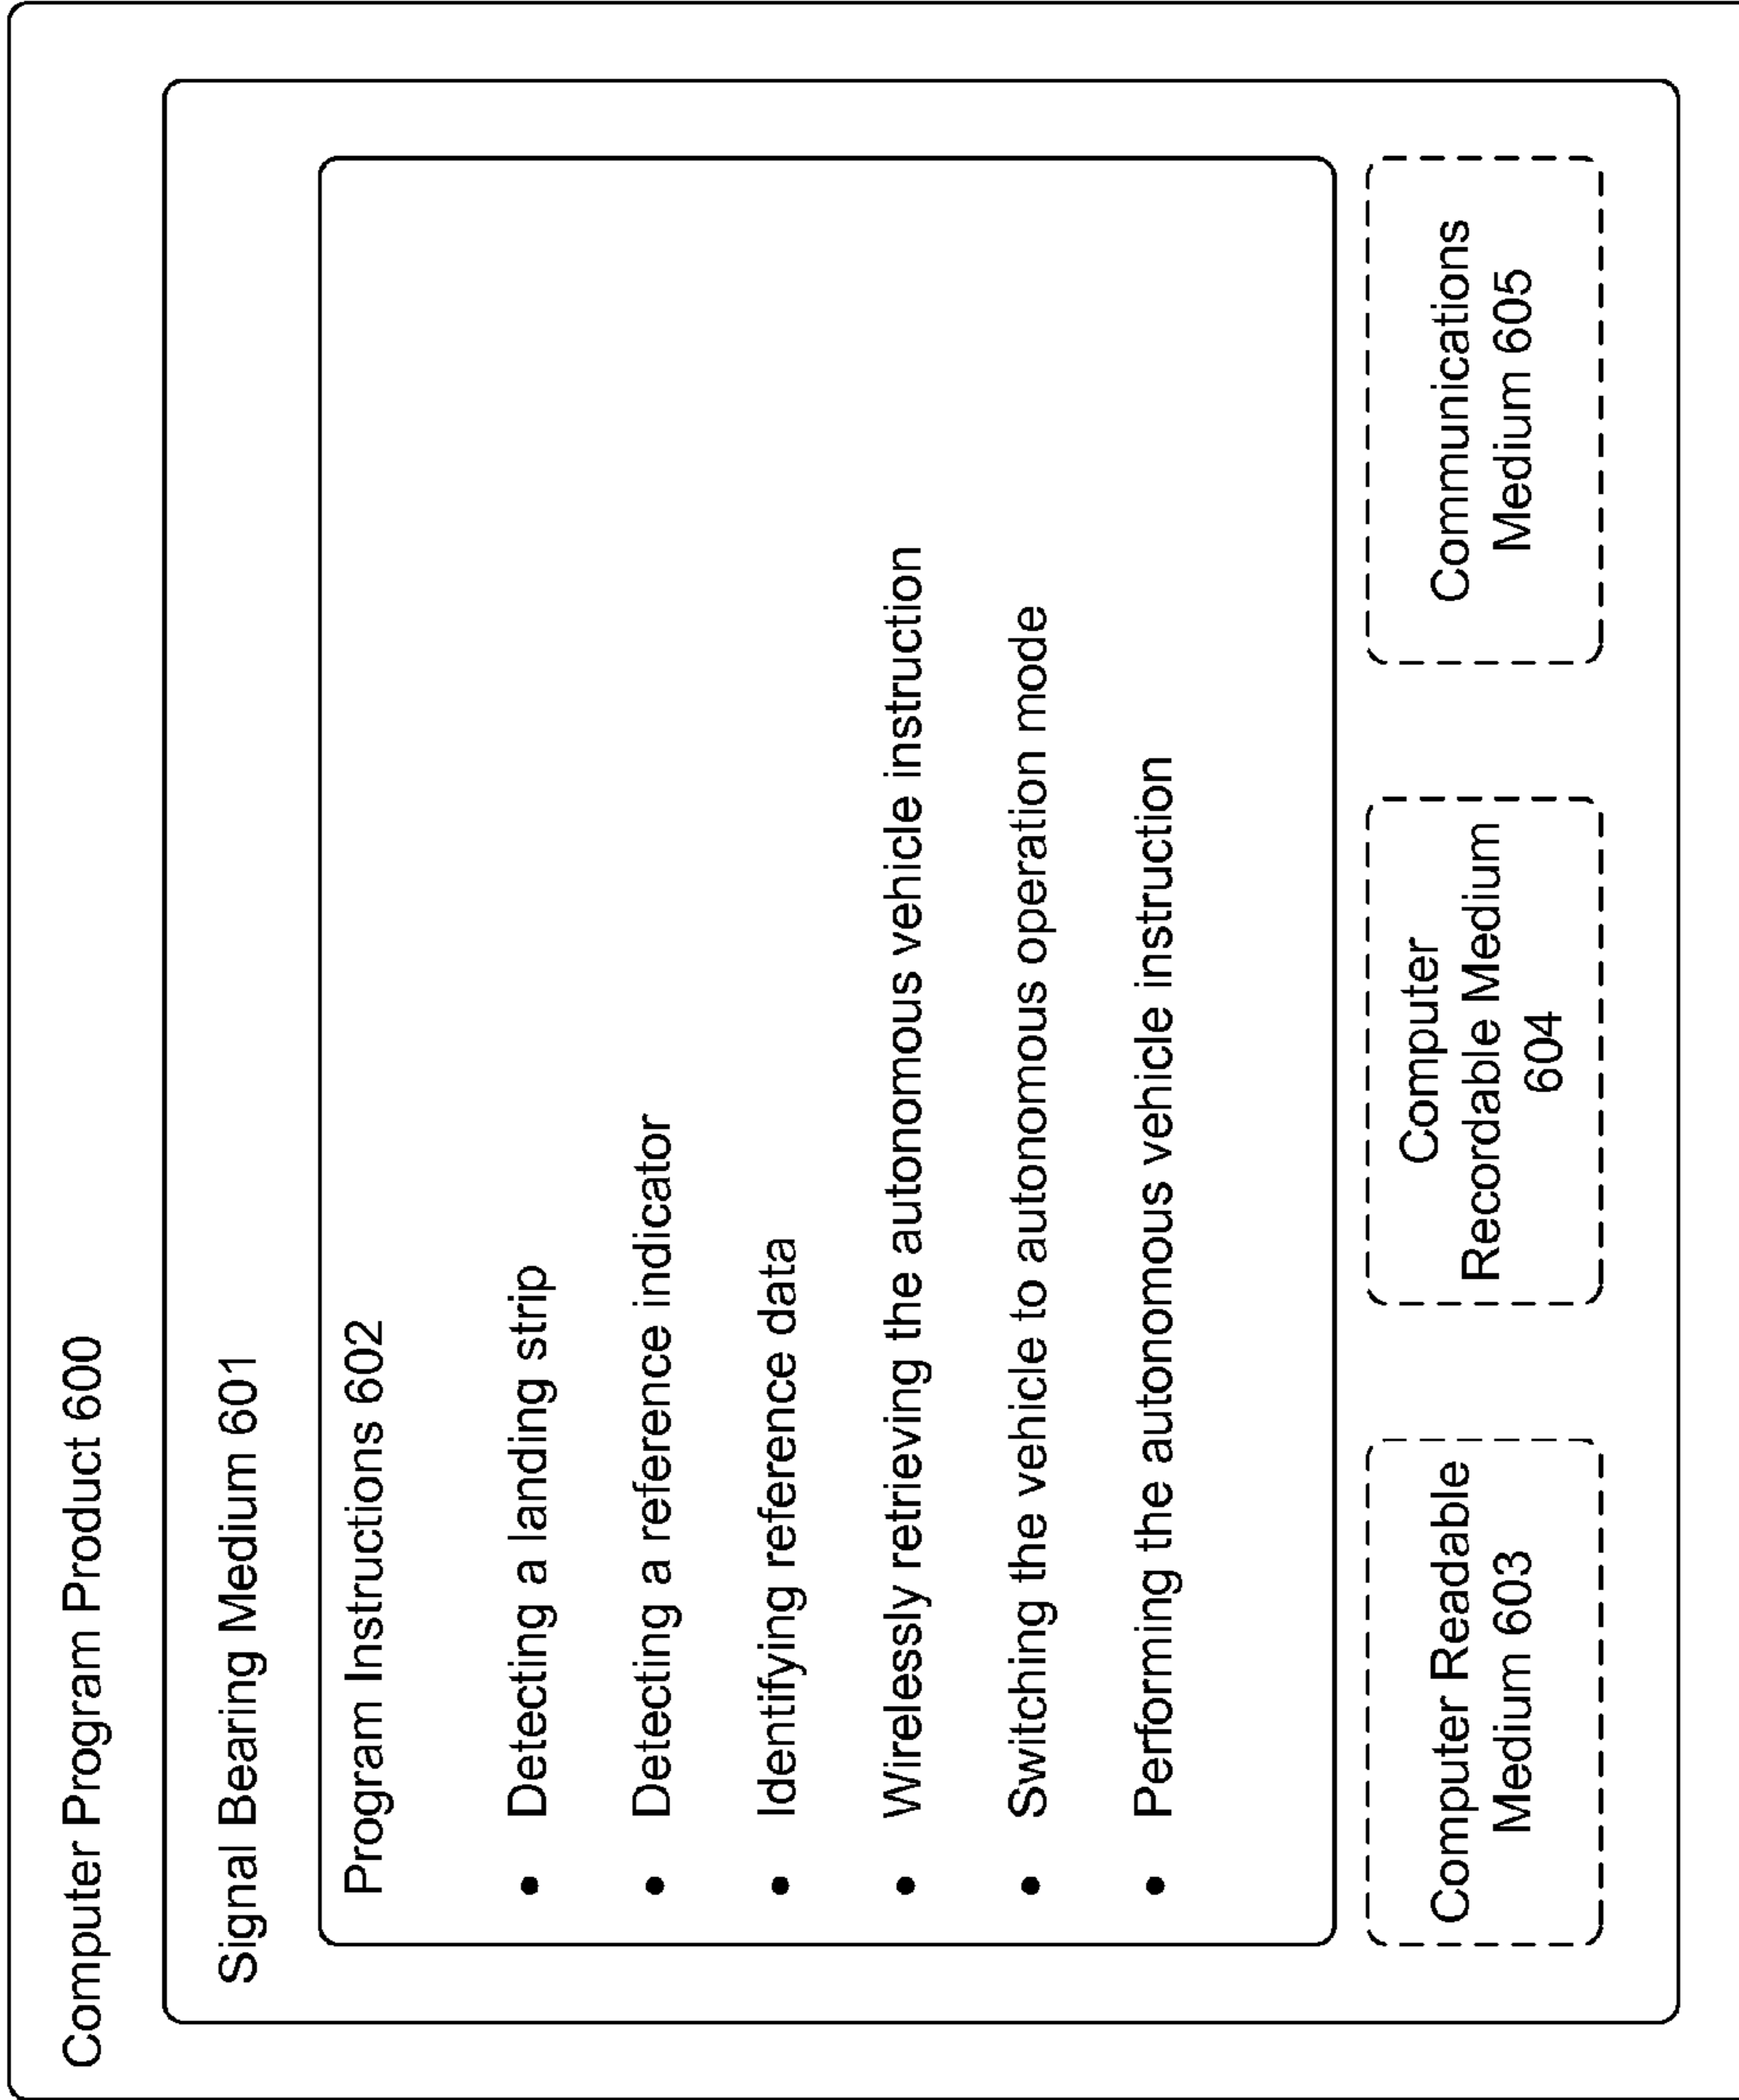 Computer Program Product 600
Signal Bearing Medium 601
Program Instructions 602
• Detecting a landing strip
• Detecting a reference indicator
• Identifying reference data
• Wirelessly retrieving the autonomous vehicle instruction
• Switching the vehicle to autonomous operation mode
• Performing the autonomous vehicle instruction
Computer Readable
Medium 603
Computer
Recordable Medium
604
Communications
Medium 605